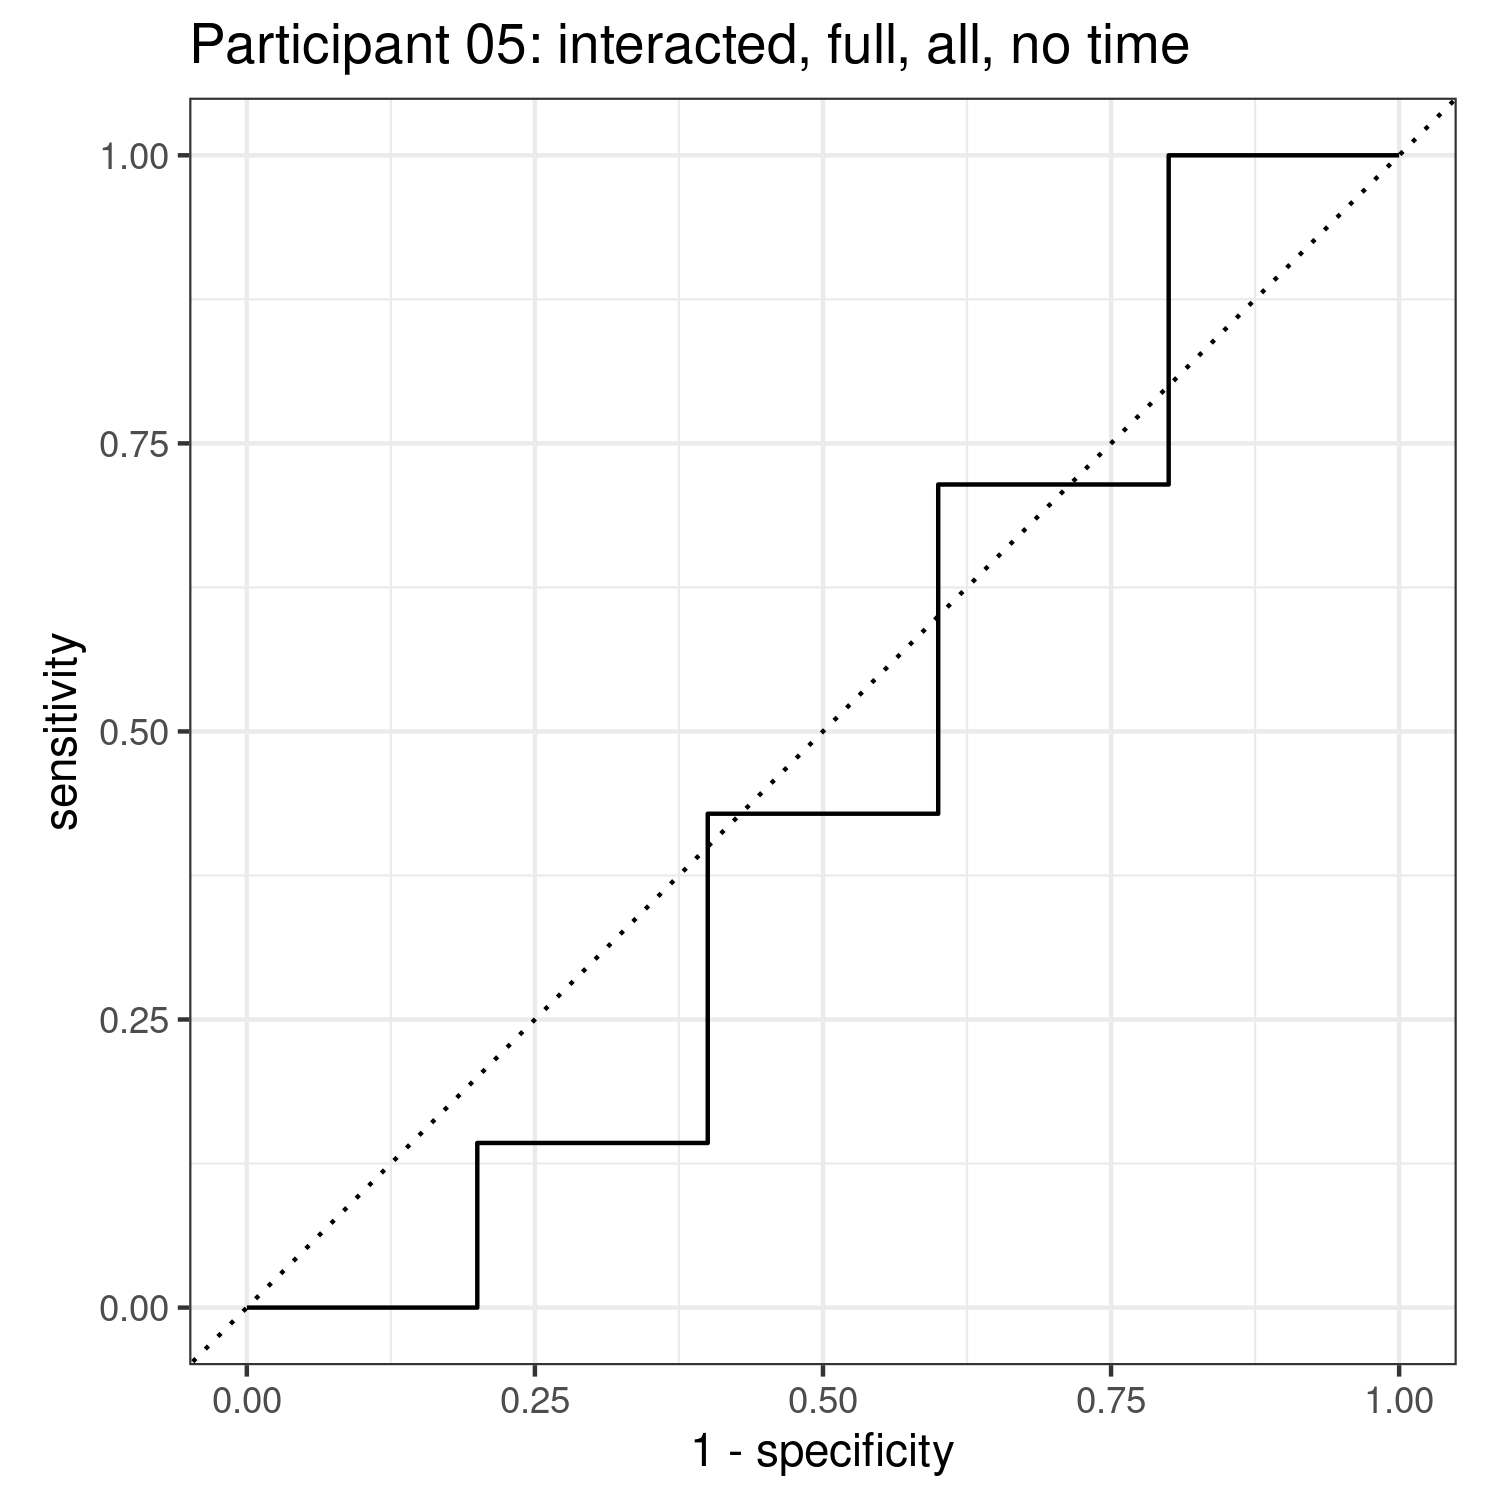 Participant 05: interacted, full, all, no time
1.00
0.75
0.50
0.25
0.00
sensitivity
0.00 0.25 0.50 0.75 1.00
1 - specificity